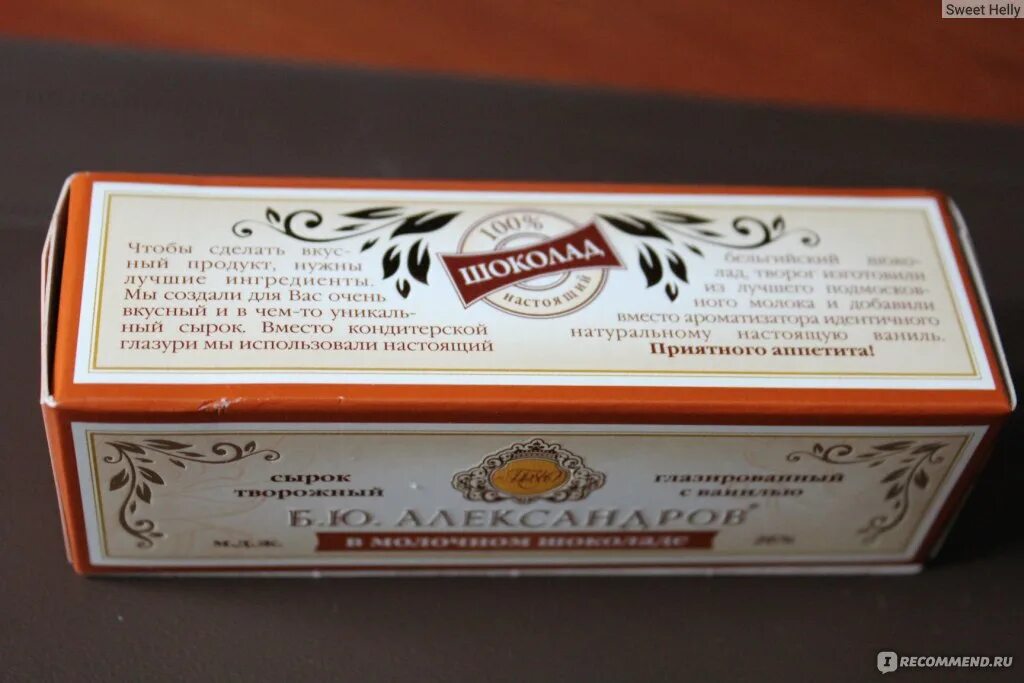 Sweet Helly
Чтобы сделать вкус-
ный продукт, нужны
лучшие ингредиенты.
Мы создали для Вас очень
вкусный и в чем-то уникаль-
ный сырок. Вместо кондитерской
глазури мы использовали настоящий
100%
ШОКОЛАД
НАСТОЯЩИЙ
бельгийский шоко-
лад, творог изготовили
из лучшего подмосков-
ного молока и добавили
вместо ароматизатора идентичного
натуральному настоящую ваниль.
Приятного аппетита!
СЫРОК
ТВОРОЖНЫЙ
ГЛАЗИРОВАННЫЙ
С ВАНИЛЬЮ
Б.Ю. АЛЕКСАНДРОВ®
М.Д.Ж.
В МОЛОЧНОМ ШОКОЛАДЕ
26%
IRECOMMEND.RU